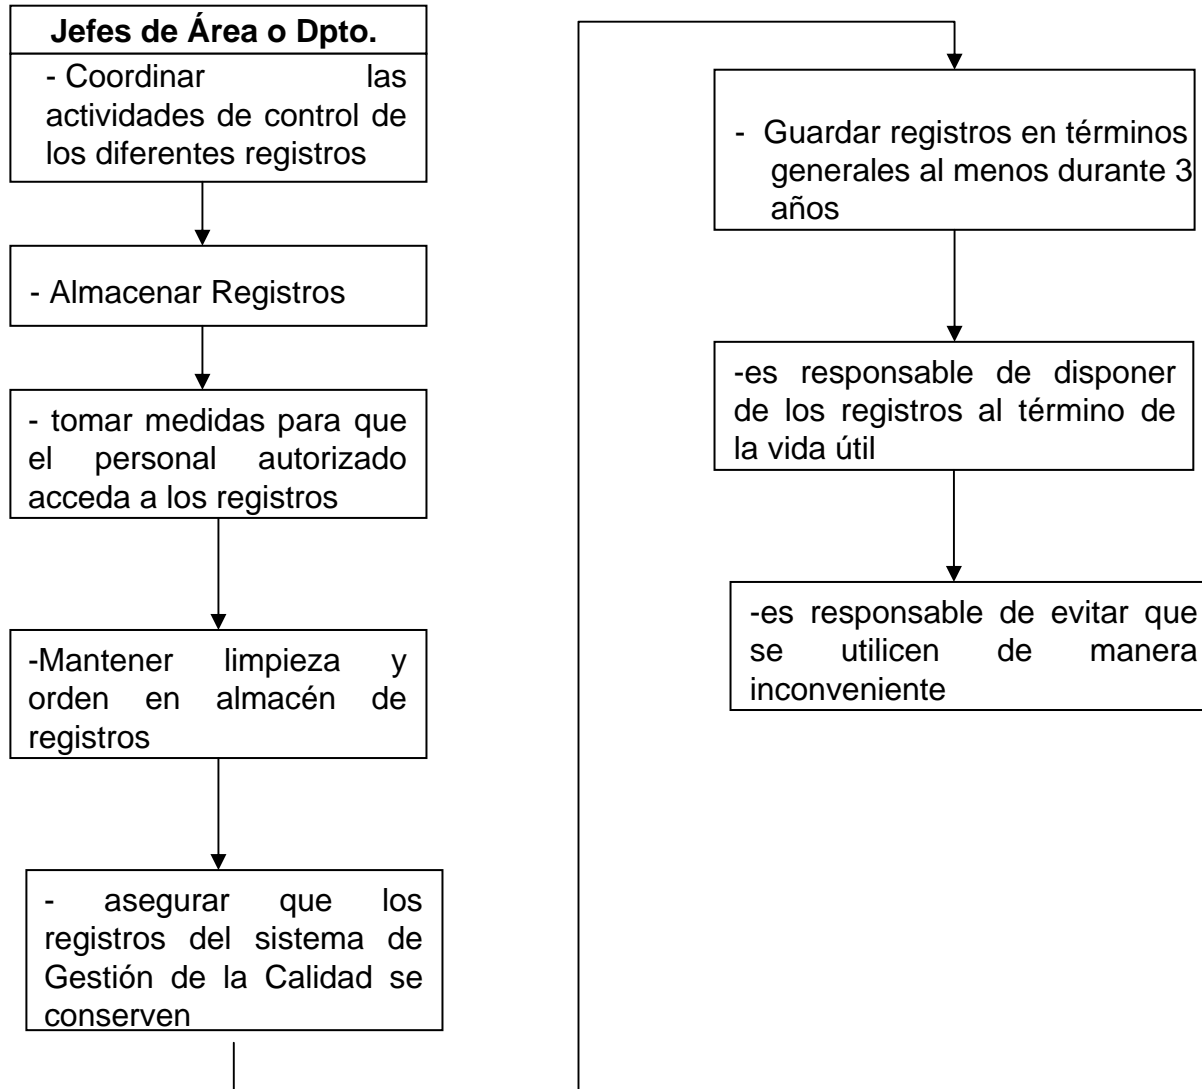 Jefes de Área o Dpto.
- Coordinar las
actividades de control de
los diferentes registros
- Almacenar Registros
- tomar medidas para que
el personal autorizado
acceda a los registros
-Mantener limpieza y
orden en almacén de
registros
- asegurar que los
registros del sistema de
Gestión de la Calidad se
conserven
- Guardar registros en términos
generales al menos durante 3
años
-es responsable de disponer
de los registros al término de
la vida útil
-es responsable de evitar que
se utilicen de manera
inconveniente